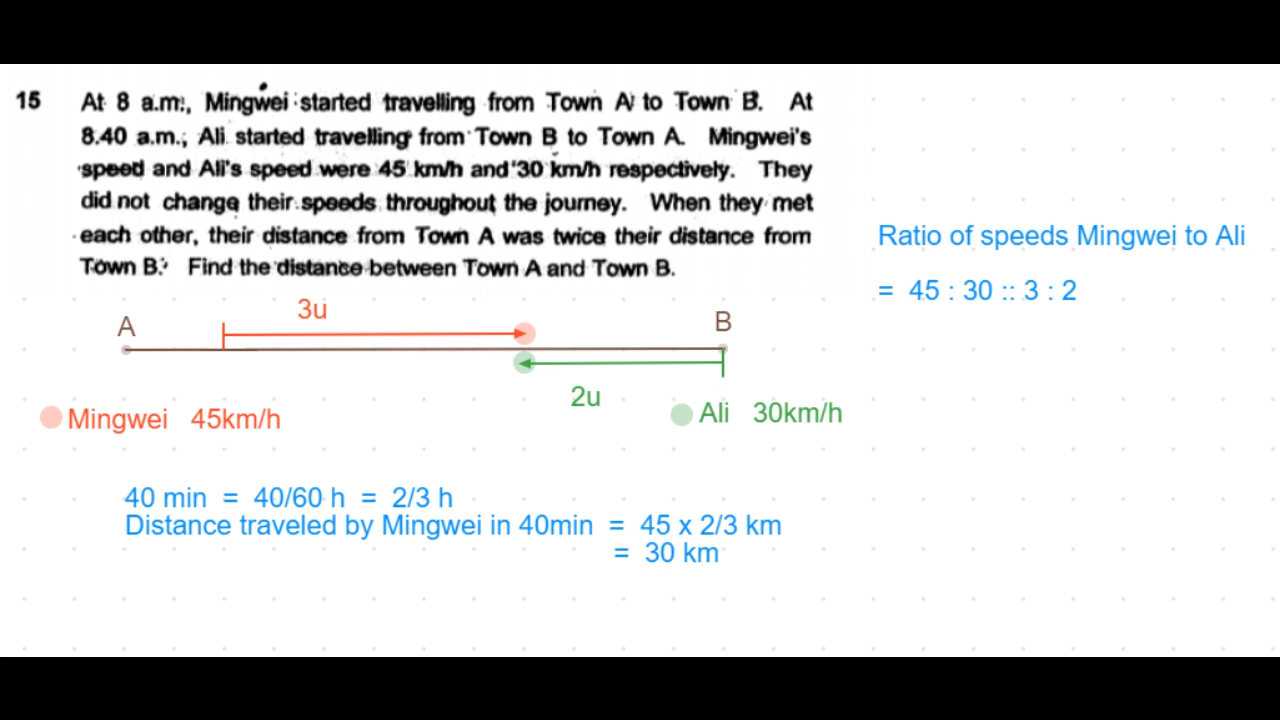 15 At 8 a.m., Mingwei started travelling from Town A to Town B. At
8.40 a.m., Ali started travelling from Town B to Town A. Mingwei's
speed and Ali's speed were 45 km/h and 30 km/h respectively. They
did not change their speeds throughout the journey. When they met
each other, their distance from Town A was twice their distance from
Town B. Find the distance between Town A and Town B.
Ratio of speeds Mingwei to Ali
= 45 : 30 :: 3 : 2
3u
A
B
2u
Mingwei 45km/h
Ali 30km/h
40 min = 40/60 h = 2/3 h
Distance traveled by Mingwei in 40min = 45 x 2/3 km
= 30 km